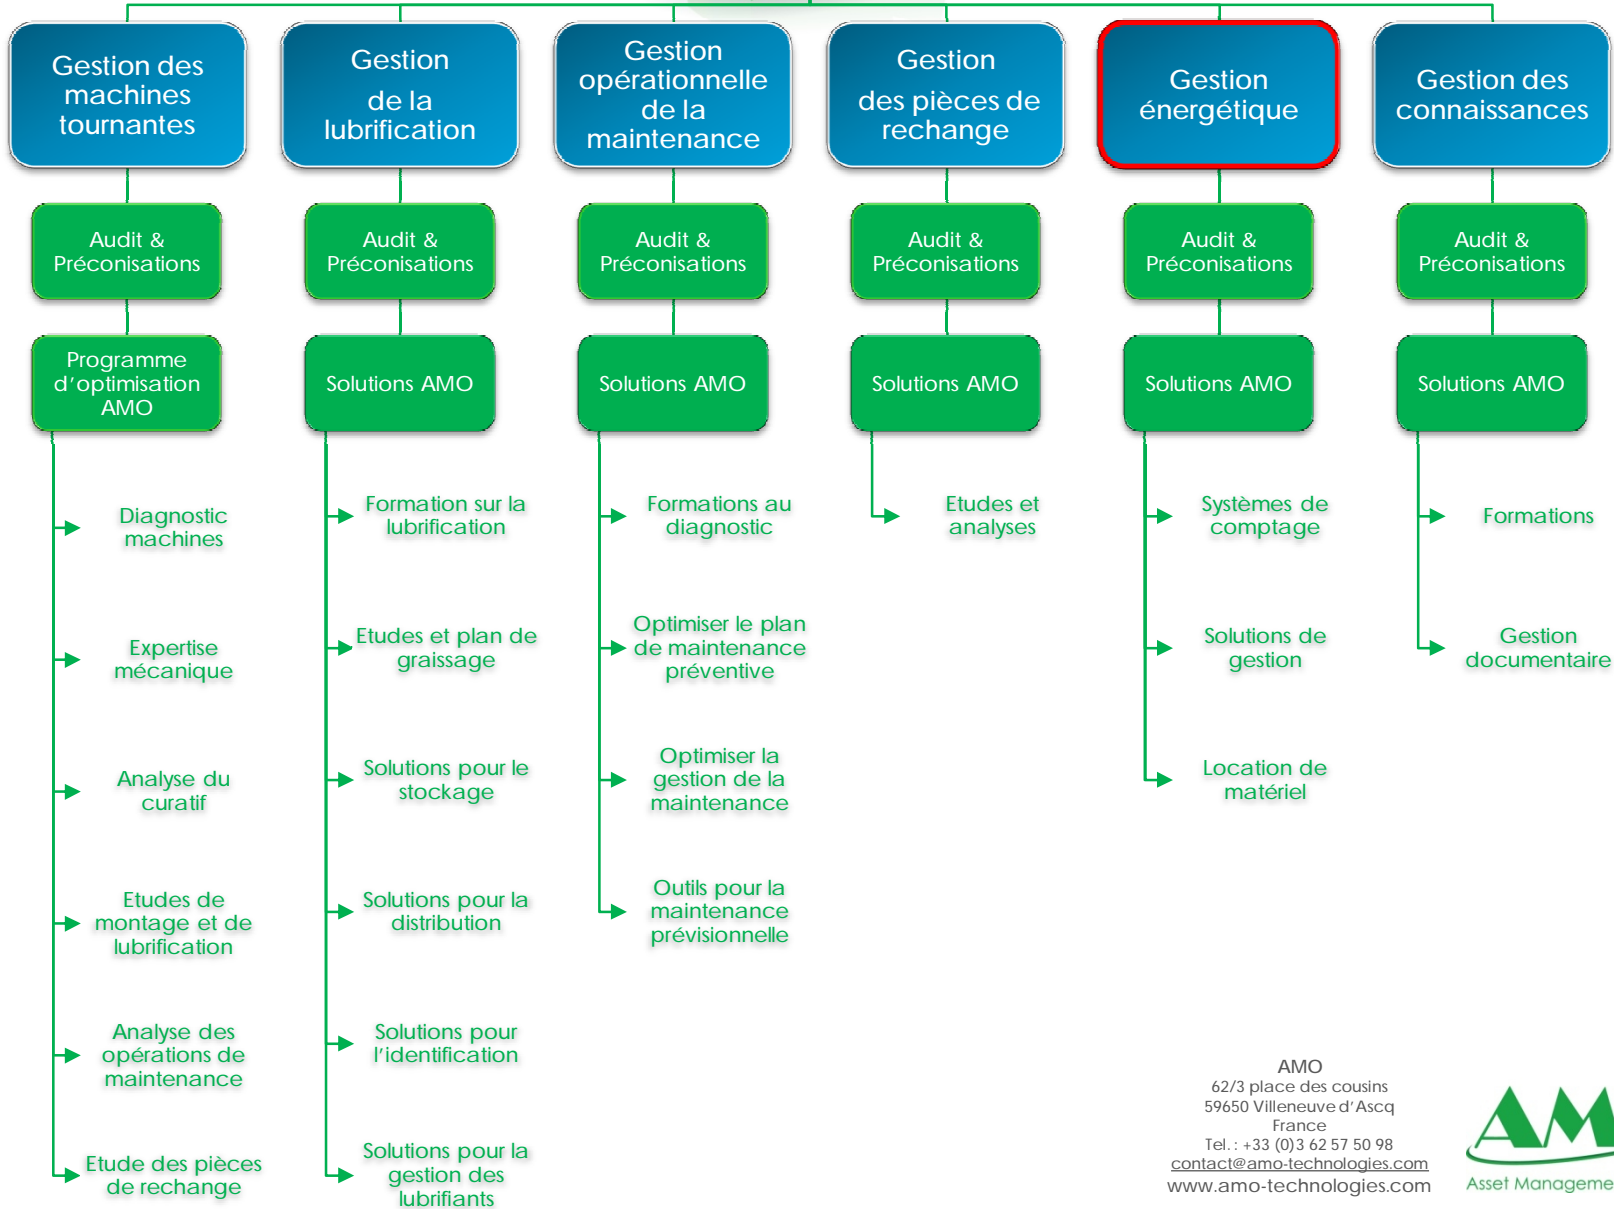 Gestion des
machines
tournantes
Gestion
de la
lubrification
Gestion
opérationnelle
de la
maintenance
Gestion
des pièces de
rechange
Gestion
énergétique
Gestion des
connaissances
Audit &
Préconisations
Audit &
Préconisations
Audit &
Préconisations
Audit &
Préconisations
Audit &
Préconisations
Audit &
Préconisations
Programme
d'optimisation
AMO
Solutions AMO
Solutions AMO
Solutions AMO
Solutions AMO
Solutions AMO
Diagnostic
machines
Expertise
mécanique
Analyse du
curatif
Etudes de
montage et de
lubrification
Analyse des
opérations de
maintenance
Etude des pièces
de rechange
Formation sur la
lubrification
Etudes et plan de
graissage
Solutions pour le
stockage
Solutions pour la
distribution
Solutions pour
l'identification
Solutions pour la
gestion des
lubrifiants
Formations au
diagnostic
Optimiser le plan
de maintenance
préventive
Optimiser la
gestion de la
maintenance
Outils pour la
maintenance
prévisionnelle
Etudes et
analyses
Systèmes de
comptage
Solutions de
gestion
Location de
matériel
Formations
Gestion
documentaire
AMO
62/3 place des cousins
59650 Villeneuve d'Ascq
France
Tel. : +33 (0)3 62 57 50 98
contact@amo-technologies.com
www.amo-technologies.com
AM
Asset Manageme